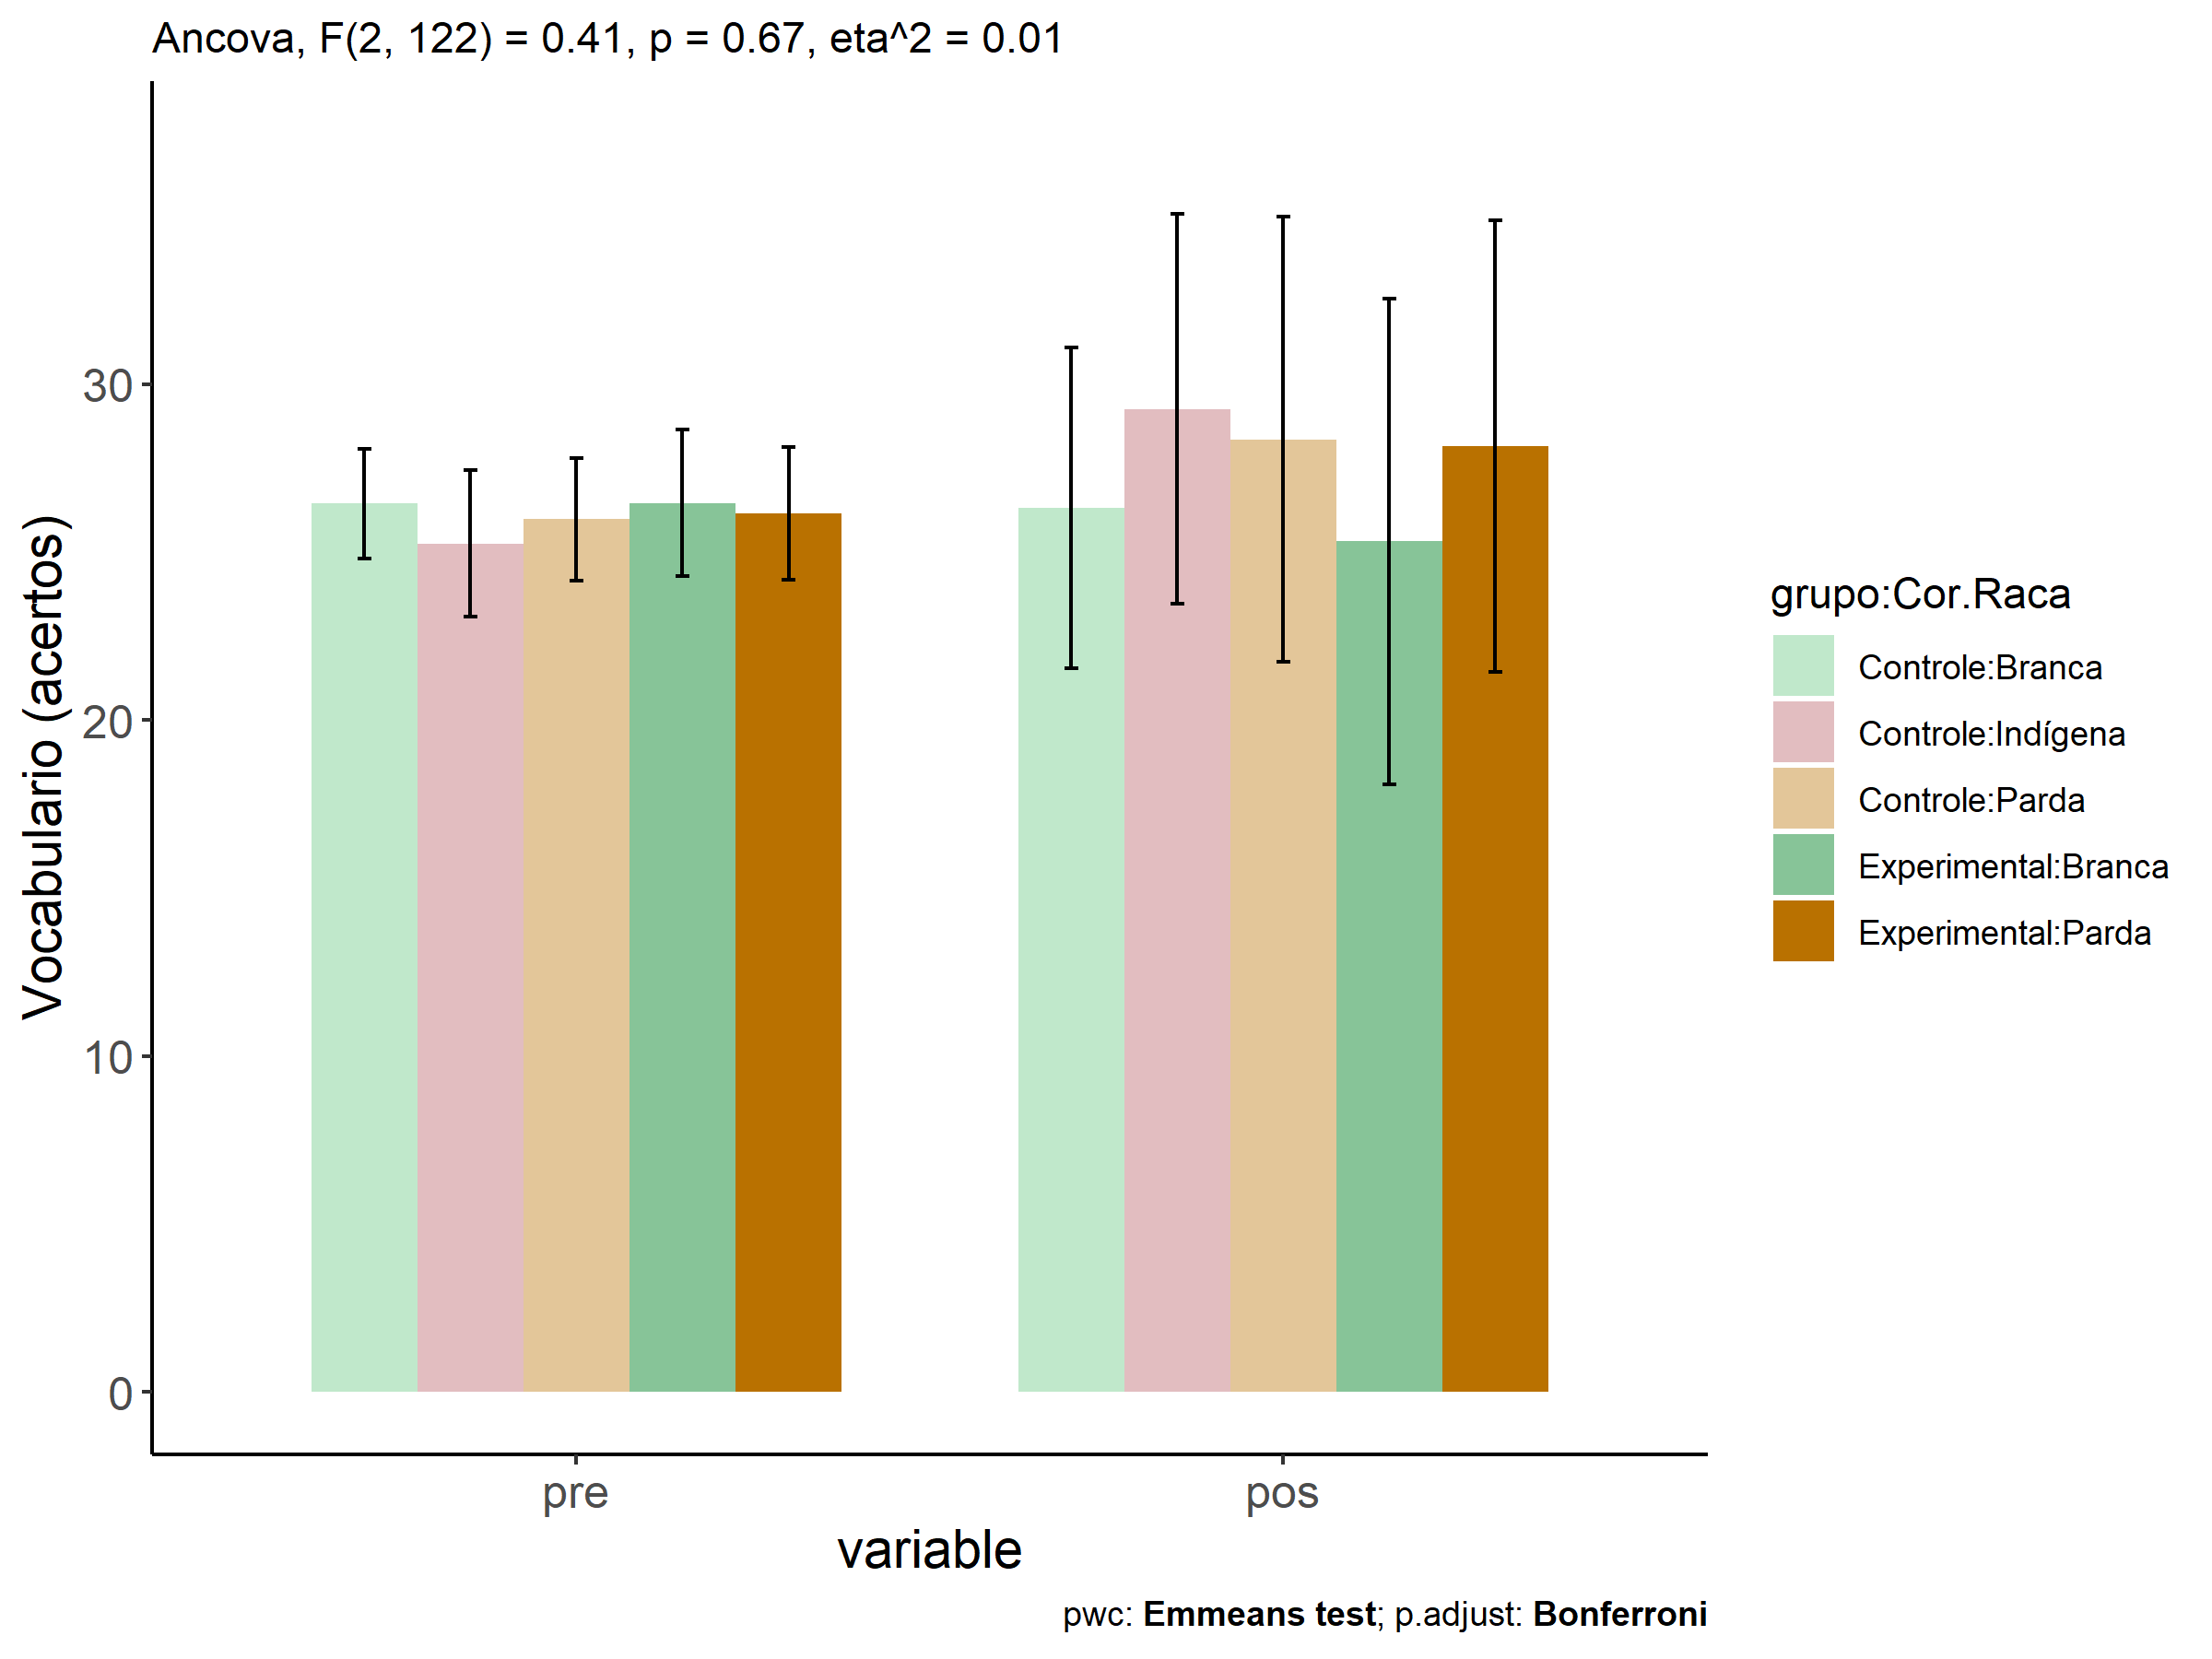 Ancova, F(2, 122) = 0.41, p = 0.67, eta^2 = 0.01
Vocabulario (acertos)
30
20
10
0
pre
pos
variable
grupo:Cor.Raca
Controle:Branca
Controle:Indígena
Controle:Parda
Experimental:Branca
Experimental:Parda
pwc: Emmeans test; p.adjust: Bonferroni